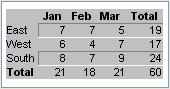 Jan Feb Mar Total
East 7 7 5 19
West 6 4 7 17
South 8 7 9 24
Total 21 18 21 60